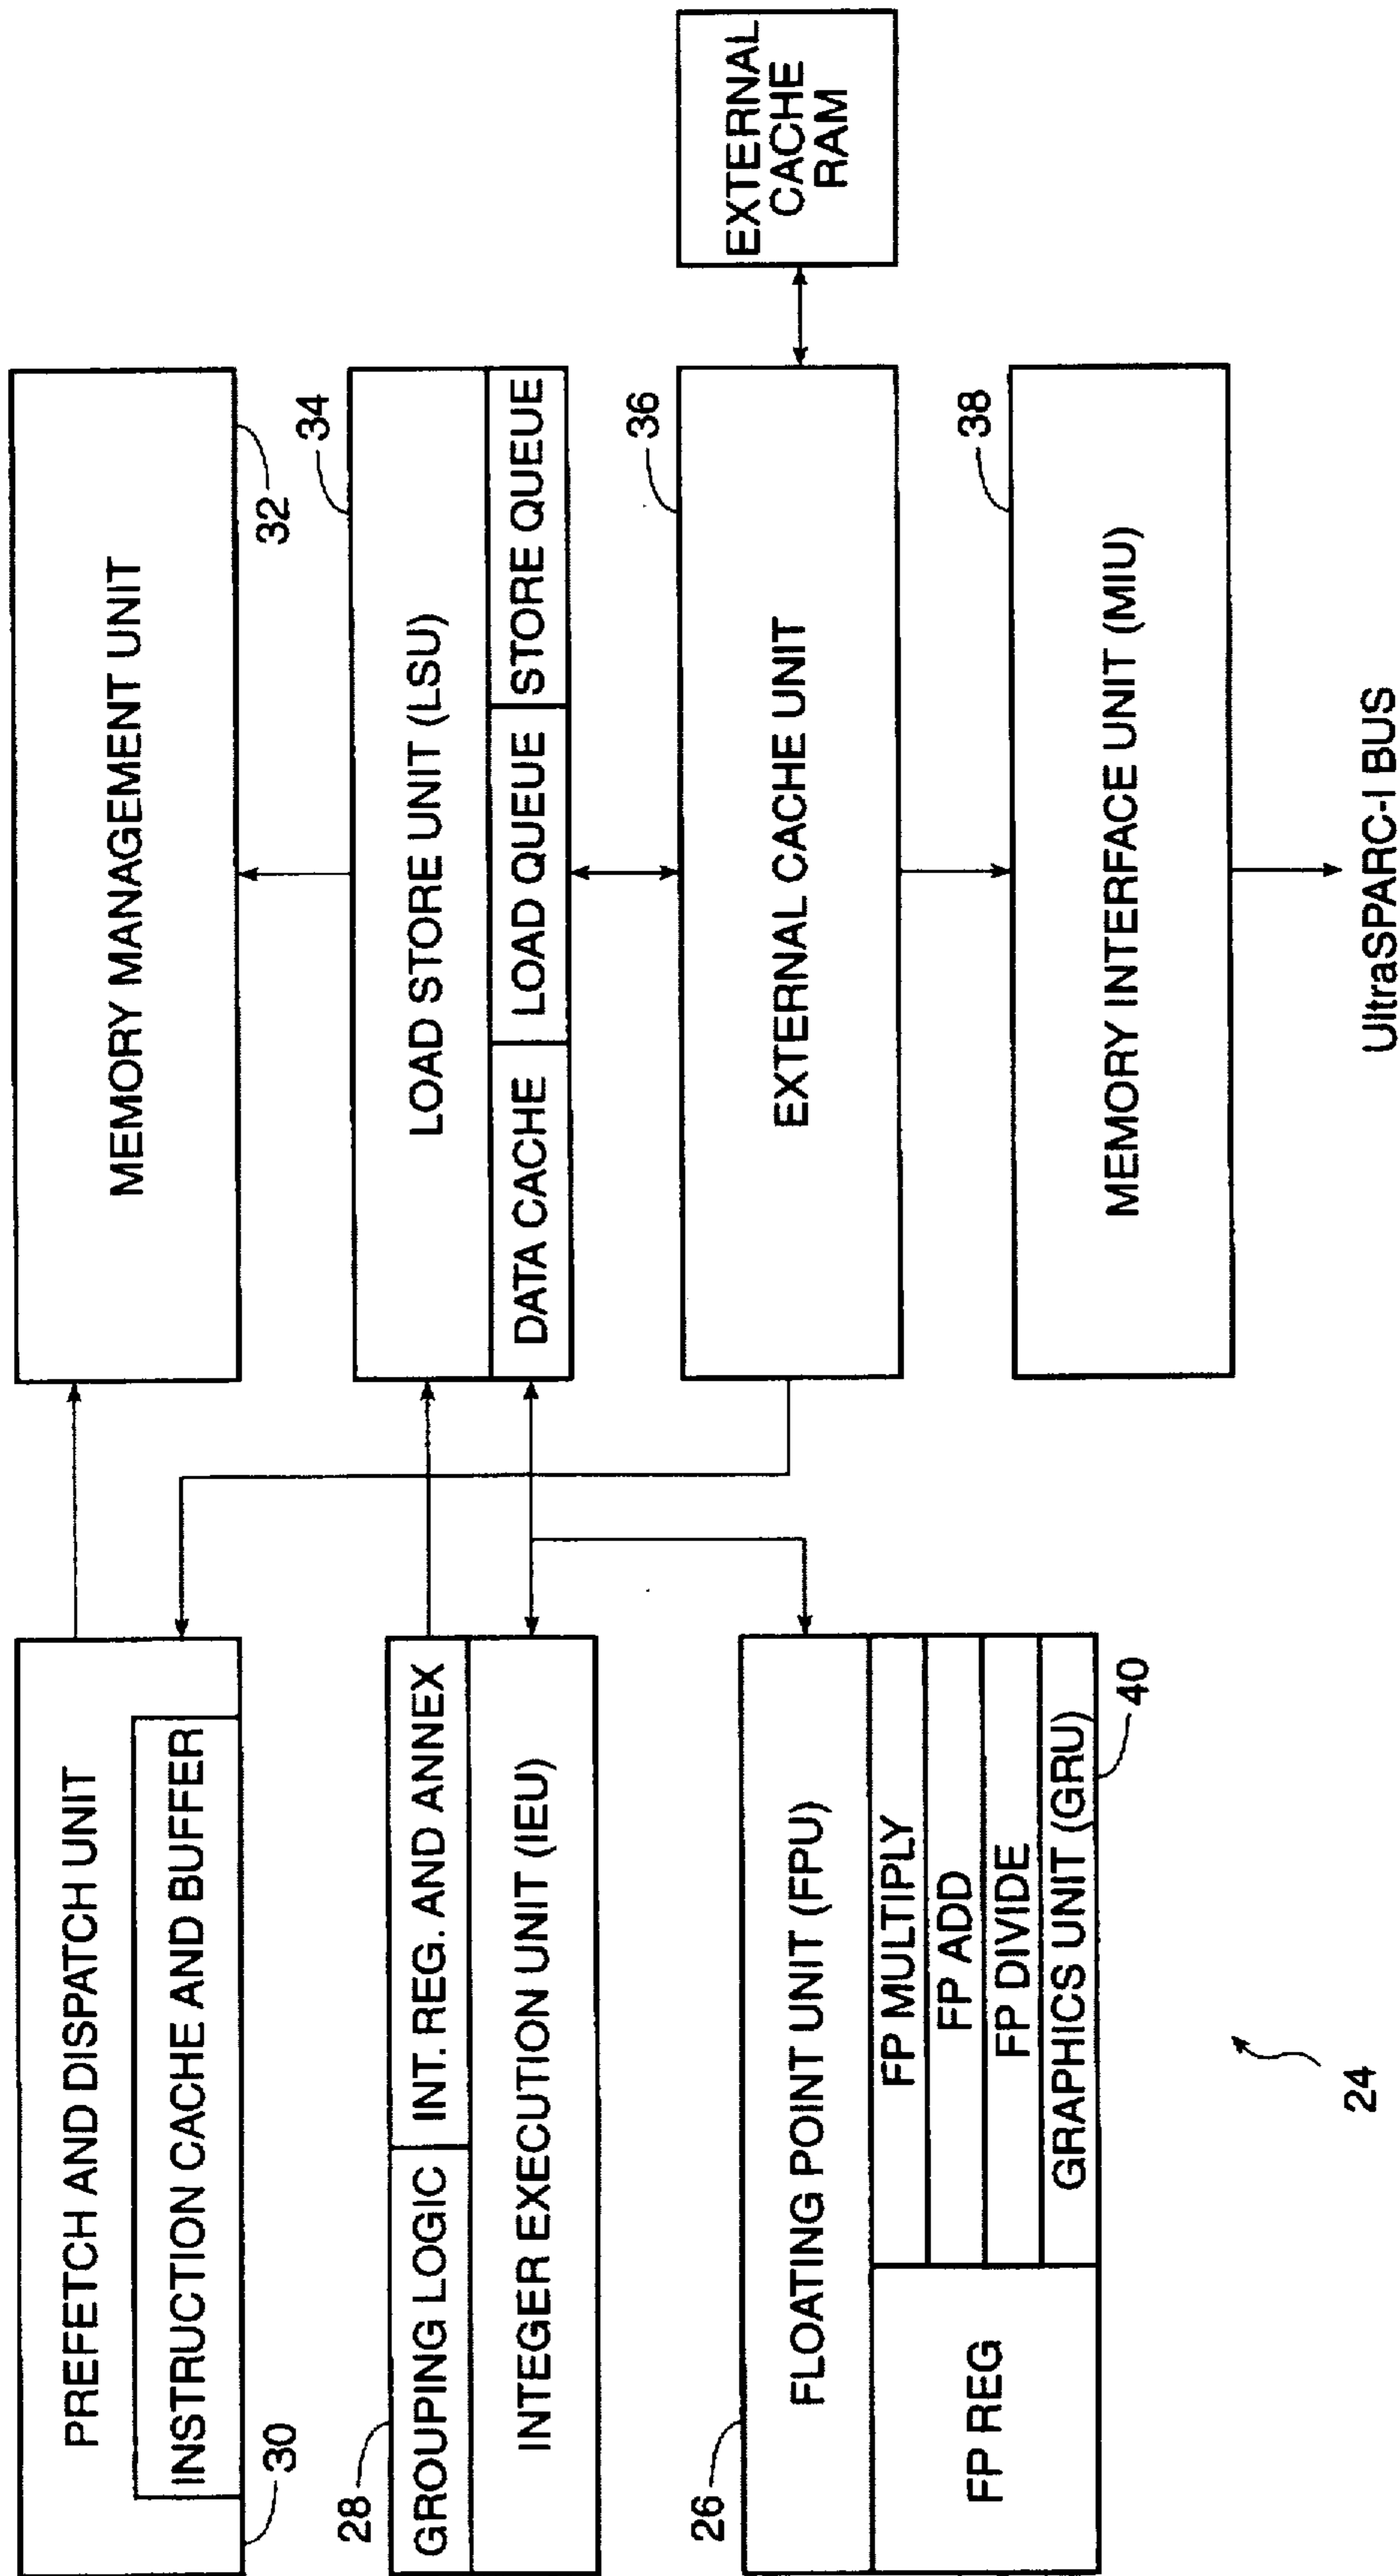 PREFETCH AND DISPATCH UNIT
INSTRUCTION CACHE AND BUFFER
30
28
GROUPING LOGIC
INT. REG. AND ANNEX
INTEGER EXECUTION UNIT (IEU)
26
FLOATING POINT UNIT (FPU)
FP REG
FP MULTIPLY
FP ADD
FP DIVIDE
GRAPHICS UNIT (GRU)
40
24
MEMORY MANAGEMENT UNIT
32
34
LOAD STORE UNIT (LSU)
DATA CACHE
LOAD QUEUE
STORE QUEUE
36
EXTERNAL CACHE UNIT
EXTERNAL
CACHE
RAM
38
MEMORY INTERFACE UNIT (MIU)
UltraSPARC-I BUS